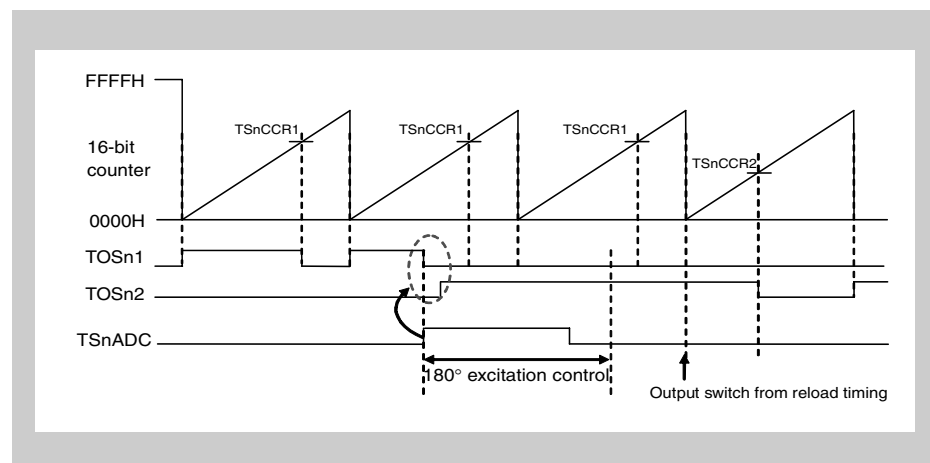 FFFFH
TSnCCR1
TSnCCR1
TSnCCR1
16-bit
counter
TSnCCR2
0000H
TOSn1
TOSn2
TSnADC
180° excitation control
Output switch from reload timing